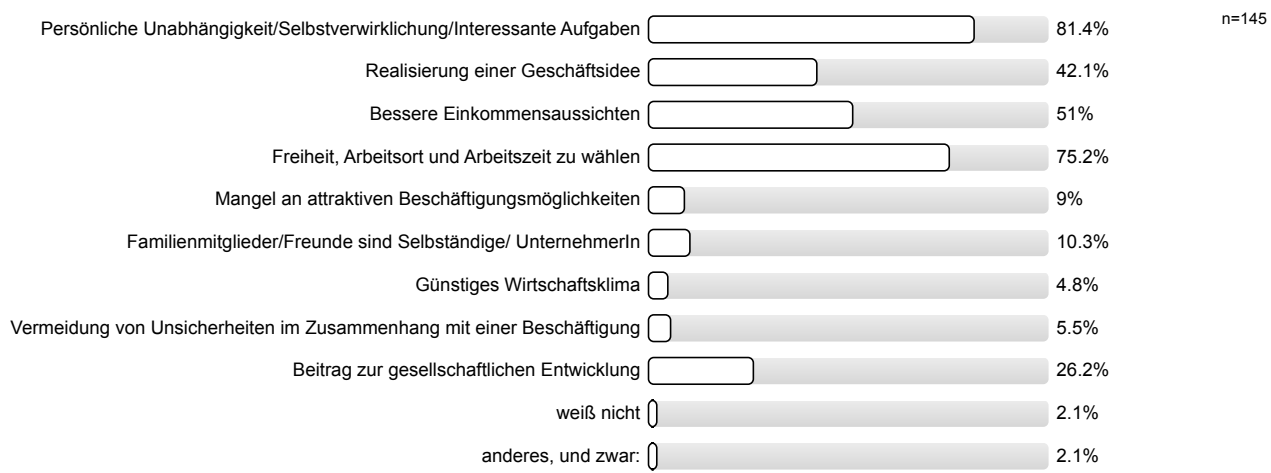 n=145
Persönliche Unabhängigkeit/Selbstverwirklichung/Interessante Aufgaben 81.4%
Realisierung einer Geschäftsidee 42.1%
Bessere Einkommensaussichten 51%
Freiheit, Arbeitsort und Arbeitszeit zu wählen 75.2%
Mangel an attraktiven Beschäftigungsmöglichkeiten 9%
Familienmitglieder/Freunde sind Selbständige/ UnternehmerIn 10.3%
Günstiges Wirtschaftsklima 4.8%
Vermeidung von Unsicherheiten im Zusammenhang mit einer Beschäftigung 5.5%
Beitrag zur gesellschaftlichen Entwicklung 26.2%
weiß nicht 2.1%
anderes, und zwar: 2.1%